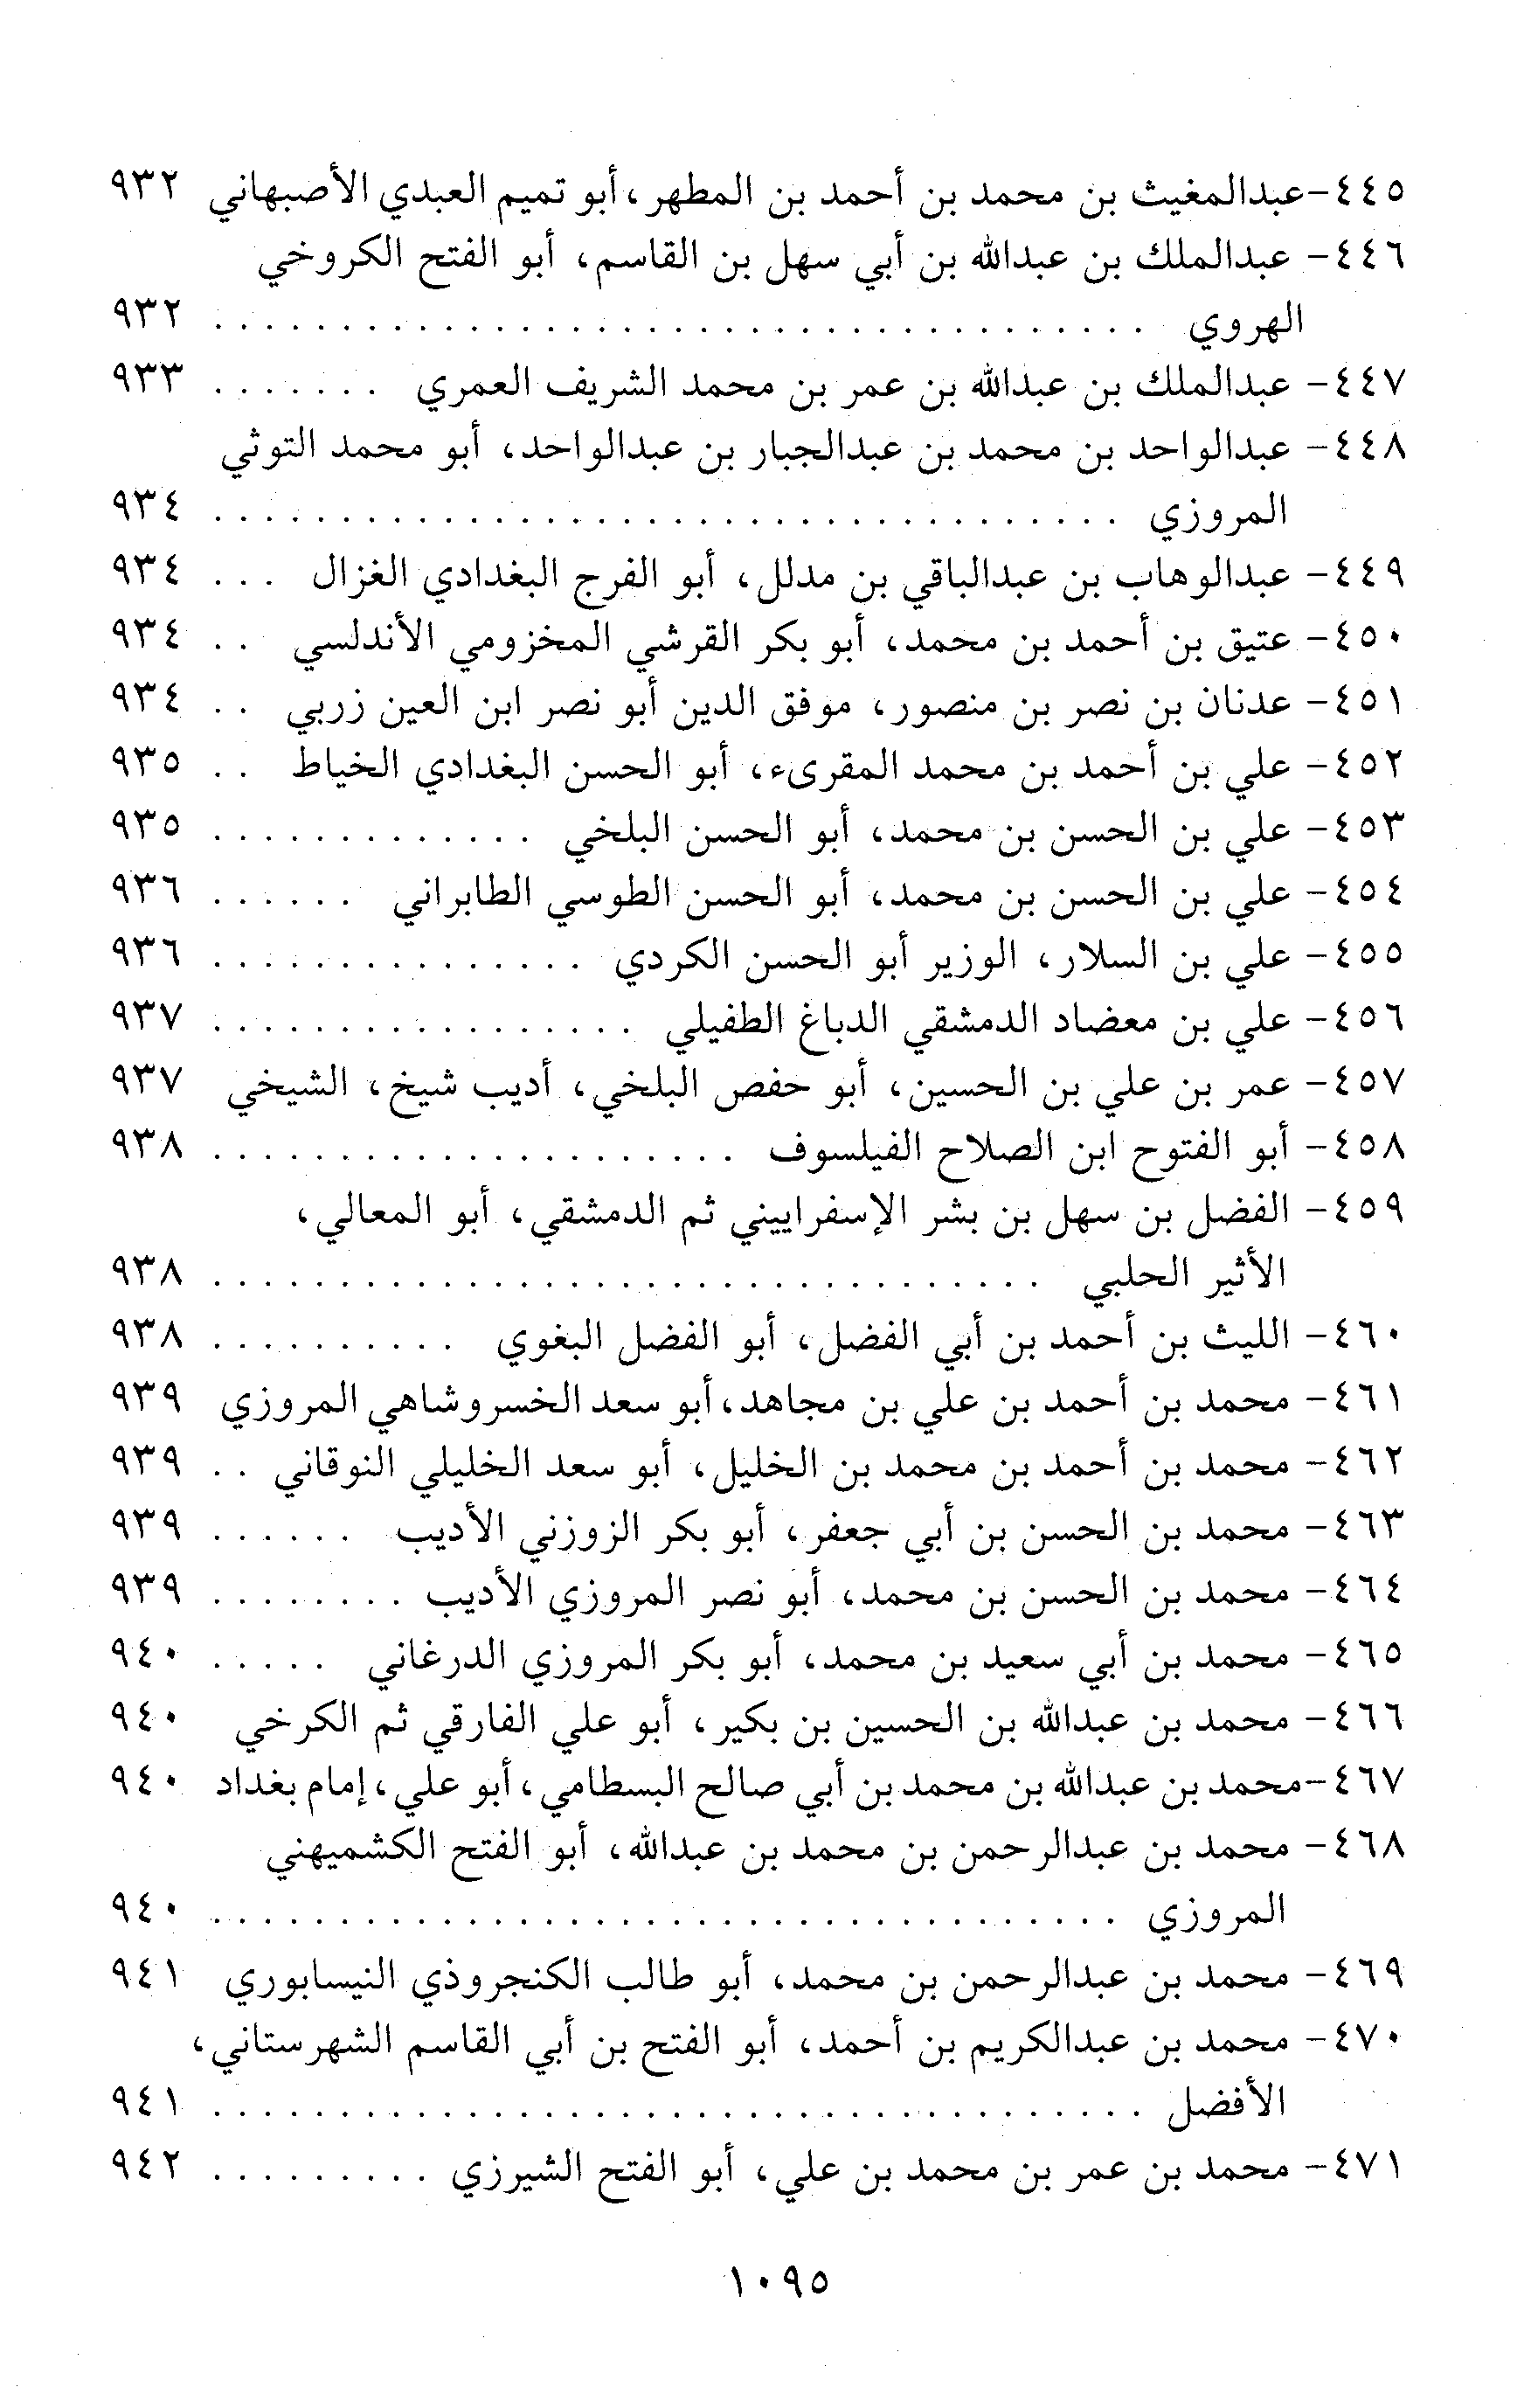 ٤٤٥-عبدالمغيث بن محمد بن أحمد بن المطهر، أبو تميم العبدي الأصبهاني ٩٣٢
٤٤٦- عبدالملك بن عبدالله بن أبي سهل بن القاسم، أبو الفتح الكروخي
الهروي . . . . . . . . . . . . . . . . . . . . . . . . . . . . . . . . . . . . . ٩٣٢
٤٤٧- عبدالملك بن عبدالله بن عمر بن محمد الشريف العمري . . . . . . . ٩٣٣
٤٤٨- عبدالواحد بن محمد بن عبدالجبار بن عبدالواحد، أبو محمد التوثي
المروزي . . . . . . . . . . . . . . . . . . . . . . . . . . . . . . . . . . . . ٩٣٤
٤٤٩- عبدالوهاب بن عبدالباقي بن مدلل، أبو الفرج البغدادي الغزال . . . ٩٣٤
٤٥٠- عتيق بن أحمد بن محمد، أبو بكر القرشي المخزومي الأندلسي . . ٩٣٤
٤٥١- عدنان بن نصر بن منصور، موفق الدين أبو نصر ابن العين زربي . . ٩٣٤
٤٥٢- علي بن أحمد بن محمد المقرىء، أبو الحسن البغدادي الخياط . . ٩٣٥
٤٥٣- علي بن الحسن بن محمد، أبو الحسن البلخي . . . . . . . . . . . . . ٩٣٥
٤٥٤- علي بن الحسن بن محمد، أبو الحسن الطوسي الطابراني . . . . . . ٩٣٦
٤٥٥- علي بن السلار، الوزير أبو الحسن الكردي . . . . . . . . . . . . . . . ٩٣٦
٤٥٦- علي بن معضاد الدمشقي الدباغ الطفيلي . . . . . . . . . . . . . . . . . ٩٣٧
٤٥٧- عمر بن علي بن الحسين، أبو حفص البلخي، أديب شيخ، الشيخي ٩٣٧
٤٥٨- أبو الفتوح ابن الصلاح الفيلسوف . . . . . . . . . . . . . . . . . . . . . ٩٣٨
٤٥٩- الفضل بن سهل بن بشر الإسفراييني ثم الدمشقي، أبو المعالي،
الأثير الحلبي . . . . . . . . . . . . . . . . . . . . . . . . . . . . . . . . . ٩٣٨
٤٦٠- الليث بن أحمد بن أبي الفضل، أبو الفضل البغوي . . . . . . . . . . ٩٣٨
٤٦١- محمد بن أحمد بن علي بن مجاهد، أبو سعد الخسروشاهي المروزي ٩٣٩
٤٦٢- محمد بن أحمد بن محمد بن الخليل، أبو سعد الخليلي النوقاني . . ٩٣٩
٤٦٣- محمد بن الحسن بن أبي جعفر، أبو بكر الزوزني الأديب . . . . . . ٩٣٩
٤٦٤- محمد بن الحسن بن محمد، أبو نصر المروزي الأديب . . . . . . . . ٩٣٩
٤٦٥- محمد بن أبي سعيد بن محمد، أبو بكر المروزي الدرغاني . . . . . ٩٤٠
٤٦٦- محمد بن عبدالله بن الحسين بن بكير، أبو علي الفارقي ثم الكرخي ٩٤٠
٤٦٧-محمد بن عبدالله بن محمد بن أبي صالح البسطامي، أبو علي، إمام بغداد ٩٤٠
٤٦٨- محمد بن عبدالرحمن بن محمد بن عبدالله، أبو الفتح الكشميهني
المروزي . . . . . . . . . . . . . . . . . . . . . . . . . . . . . . . . . . . . ٩٤٠
٤٦٩- محمد بن عبدالرحمن بن محمد، أبو طالب الكنجروذي النيسابوري ٩٤١
٤٧٠- محمد بن عبدالكريم بن أحمد، أبو الفتح بن أبي القاسم الشهرستاني،
الأفضل . . . . . . . . . . . . . . . . . . . . . . . . . . . . . . . . . . . . . ٩٤١
٤٧١- محمد بن عمر بن محمد بن علي، أبو الفتح الشيرزي . . . . . . . . . ٩٤٢
١٠٩٥